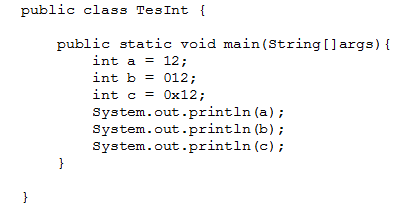 public class TesInt {
public static void main(String[]args){
int a = 12;
int b = 012;
int c = 0x12;
System.out.println(a);
System.out.println(b);
System.out.println(c);
}
}